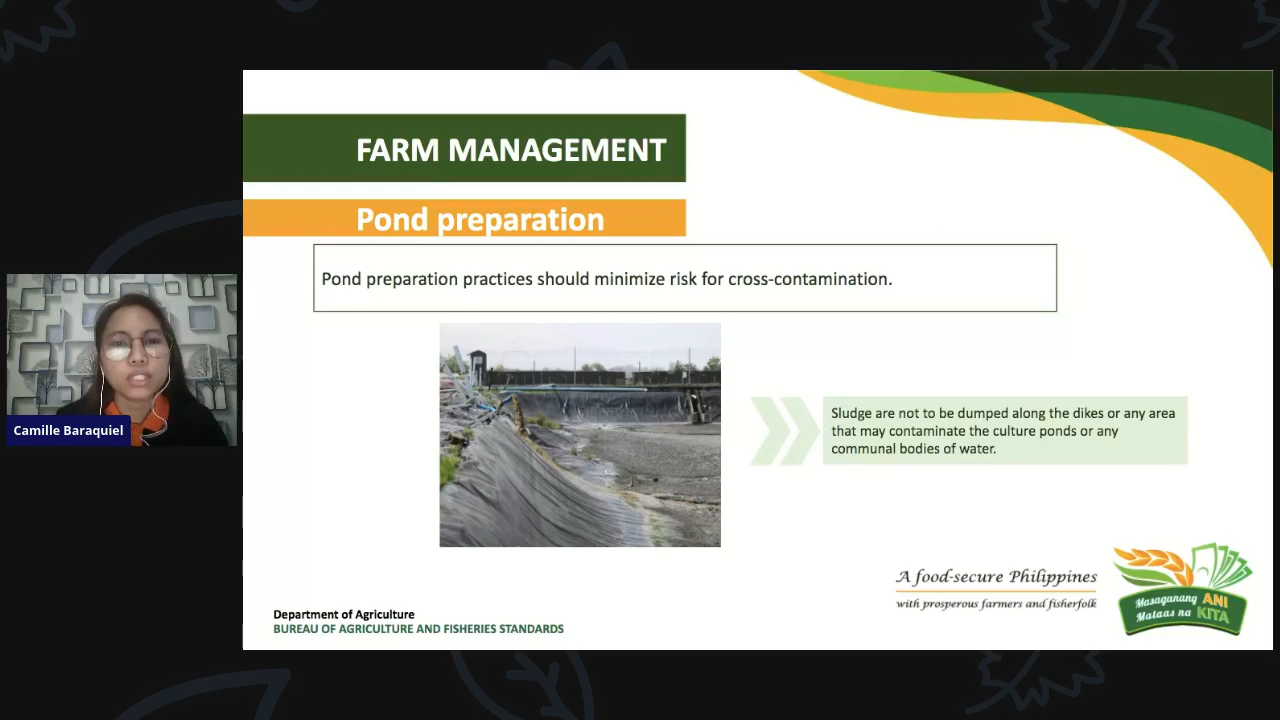 FARM MANAGEMENT
Pond preparation
Pond preparation practices should minimize risk for cross-contamination.
Sludge are not to be dumped along the dikes or any area
that may contaminate the culture ponds or any
communal bodies of water.
Camille Baraquiel
A food-secure Philippines
with prosperous farmers and fisherfolk
Masaganang ANI
Mataas na KITA
Department of Agriculture
BUREAU OF AGRICULTURE AND FISHERIES STANDARDS